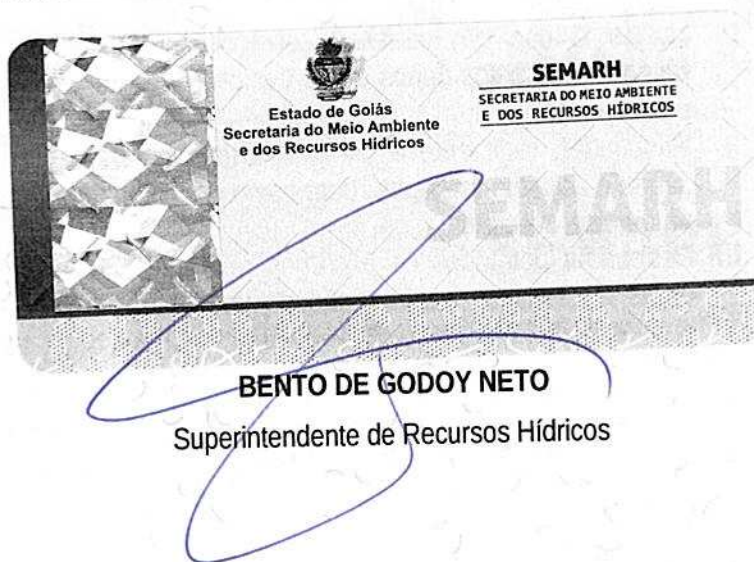 Estado de Goiás
Secretaria do Meio Ambiente
e dos Recursos Hídricos
SEMARH
SECRETARIA DO MEIO AMBIENTE
E DOS RECURSOS HÍDRICOS
SEMARH
BENTO DE GODOY NETO
Superintendente de Recursos Hídricos